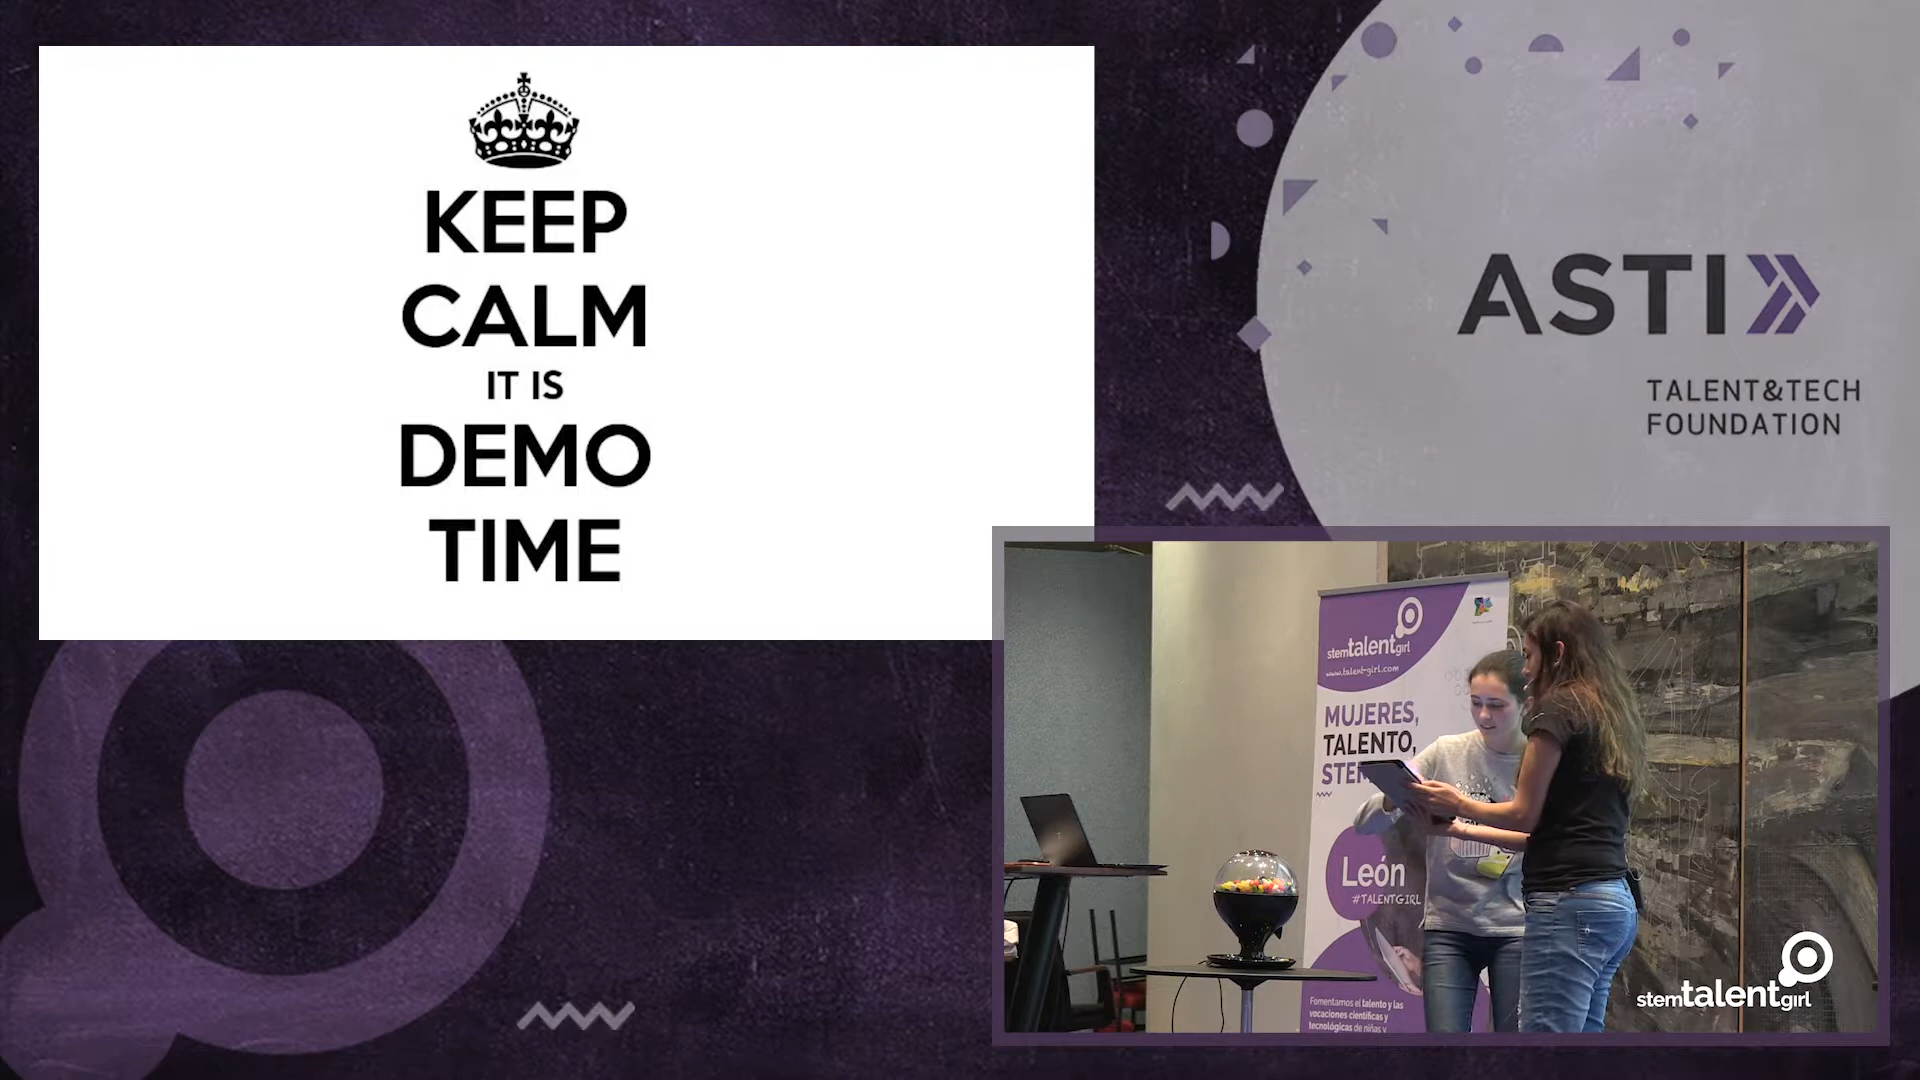 KEEP
CALM
IT IS
DEMO
TIME
ASTI
TALENT&TECH
FOUNDATION
stemtalentgirl
www.talent-girl.com
MUJERES,
TALENTO,
León
#TALENTGIRL
Fomentamos el talento y las
vocaciones científicas y
tecnológicas de niñas y
stemtalentgirl